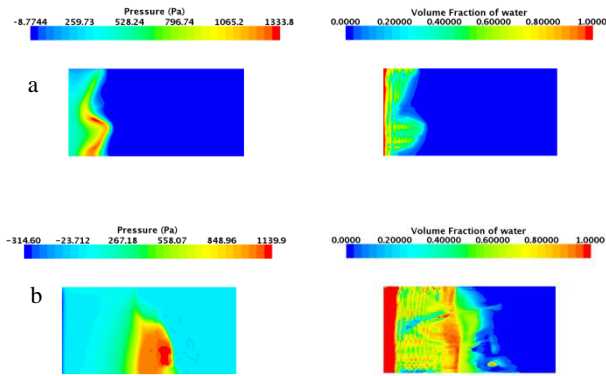 Pressure (Pa)
-8.7744 259.73 528.24 796.74 1065.2 1333.8
Volume Fraction of water
0.0000 0.20000 0.40000 0.60000 0.80000 1.0000
a
Pressure (Pa)
-314.60 -23.712 267.18 558.07 848.96 1139.9
Volume Fraction of water
0.0000 0.20000 0.40000 0.60000 0.80000 1.0000
b